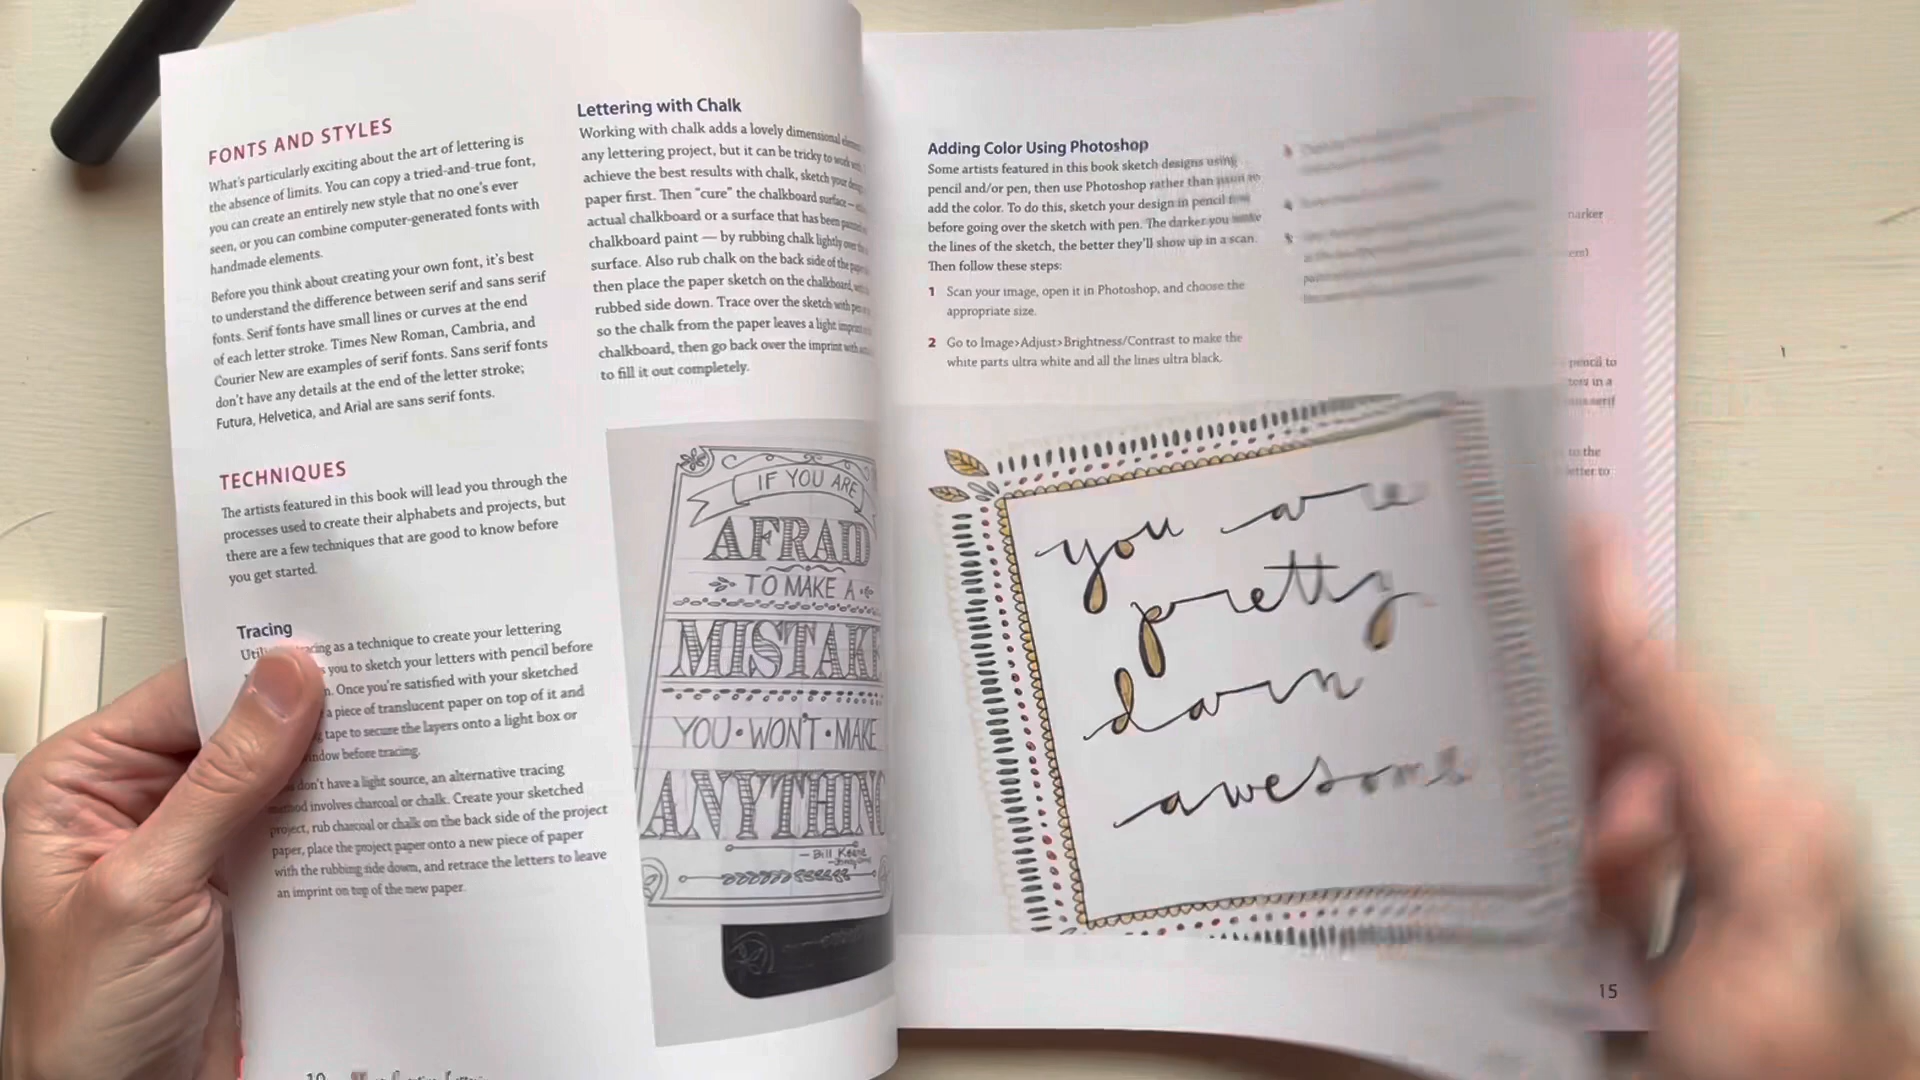 FONTS AND STYLES
What's particularly exciting about the art of lettering is
the absence of limits. You can copy a tried-and-true font,
you can create an entirely new style that no one's ever
seen, or you can combine computer-generated fonts with
handmade elements.
Before you think about creating your own font, it's best
to understand the difference between serif and sans serif
fonts. Serif fonts have small lines or curves at the end
of each letter stroke. Times New Roman, Cambria, and
Courier New are examples of serif fonts. Sans serif fonts
don't have any details at the end of the letter stroke;
Futura, Helvetica, and Arial are sans serif fonts.
TECHNIQUES
The artists featured in this book will lead you through the
processes used to create their alphabets and projects, but
there are a few techniques that are good to know before
you get started.
Tracing
as a technique to create your lettering
you to sketch your letters with pencil before
Once you're satisfied with your sketched
a piece of translucent paper on top of it and
tape to secure the layers onto a light box or
before tracing.
don't have a light source, an alternative tracing
involves charcoal or chalk. Create your sketched
project, rub charcoal or chalk on the back side of the project
paper, place the project paper onto a new piece of paper
with the rubbing side down, and retrace the letters to leave
an imprint on top of the new paper.
Lettering with Chalk
Working with chalk adds a lovely dimensional
any lettering project, but it can be tricky to
achieve the best results with chalk, sketch your
paper first. Then "cure" the chalkboard surface —
actual chalkboard or a surface that has been
chalkboard paint — by rubbing chalk lightly over
surface. Also rub chalk on the back side of the
then place the paper sketch on the chalkboard,
rubbed side down. Trace over the sketch with
so the chalk from the paper leaves a light imprint
chalkboard, then go back over the imprint with
to fill it out completely.
IF YOU ARE
AFRAID
TO MAKE A
MISTAKE
YOU • WON'T • MAKE
ANYTHING
— Bill Keane
Adding Color Using Photoshop
Some artists featured in this book sketch designs using
pencil and/or pen, then use Photoshop rather than
add the color. To do this, sketch your design in pencil
before going over the sketch with pen. The darker you make
the lines of the sketch, the better they'll show up in a scan.
Then follow these steps:
1 Scan your image, open it in Photoshop, and choose the
appropriate size.
2 Go to Image>Adjust>Brightness/Contrast to make the
white parts ultra white and all the lines ultra black.
you are
pretty
darn
awesome
pencil to
in a
to the
letter to
15